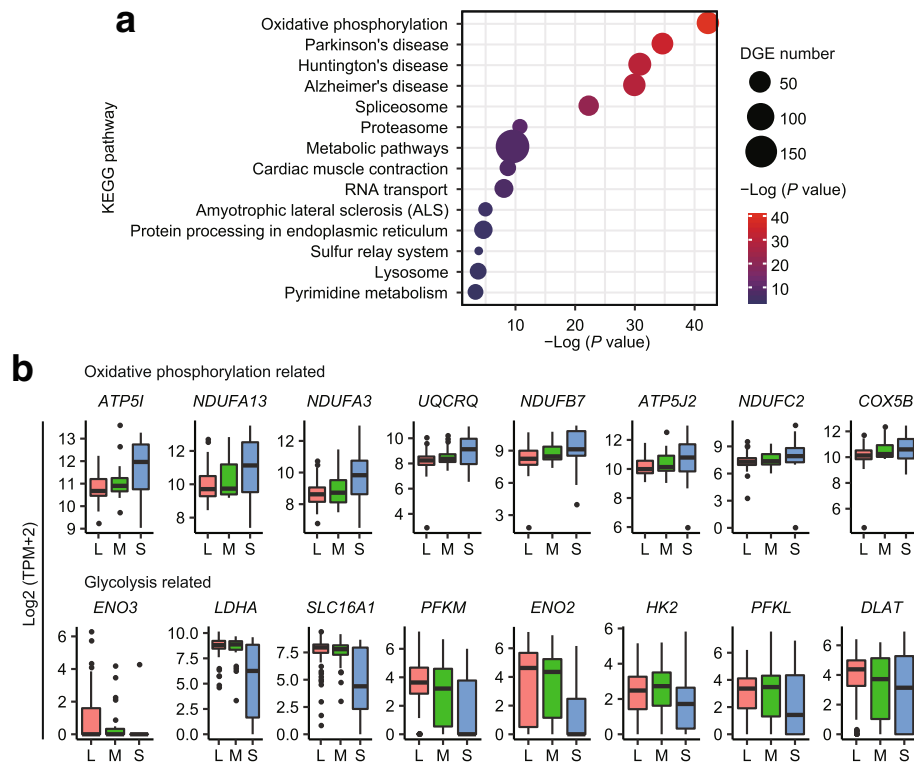 a
KEGG pathway
Oxidative phosphorylation
Parkinson's disease
Huntington's disease
Alzheimer's disease
Spliceosome
Proteasome
Metabolic pathways
Cardiac muscle contraction
RNA transport
Amyotrophic lateral sclerosis (ALS)
Protein processing in endoplasmic reticulum
Sulfur relay system
Lysosome
Pyrimidine metabolism
10 20 30 40
−Log (P value)
DGE number
50
100
150
−Log (P value)
40
30
20
10
b
Log2 (TPM+2)
Oxidative phosphorylation related
ATP5I NDUFA13 NDUFA3 UQCRQ NDUFB7 ATP5J2 NDUFC2 COX5B
13 12 11 10 9
12 10 8
12 10 8
10 8 6 4
9 6 3
12 10 8 6
9 6 3 0
12 10 8 6
L M S L M S L M S L M S L M S L M S L M S L M S
Glycolysis related
ENO3 LDHA SLC16A1 PFKM ENO2 HK2 PFKL DLAT
6 4 2 0
10.0 7.5 5.0 2.5 0.0
7.5 5.0 2.5 0.0
6 4 2 0
6 4 2 0
6 4 2 0
6 4 2 0
6 4 2 0
L M S L M S L M S L M S L M S L M S L M S L M S